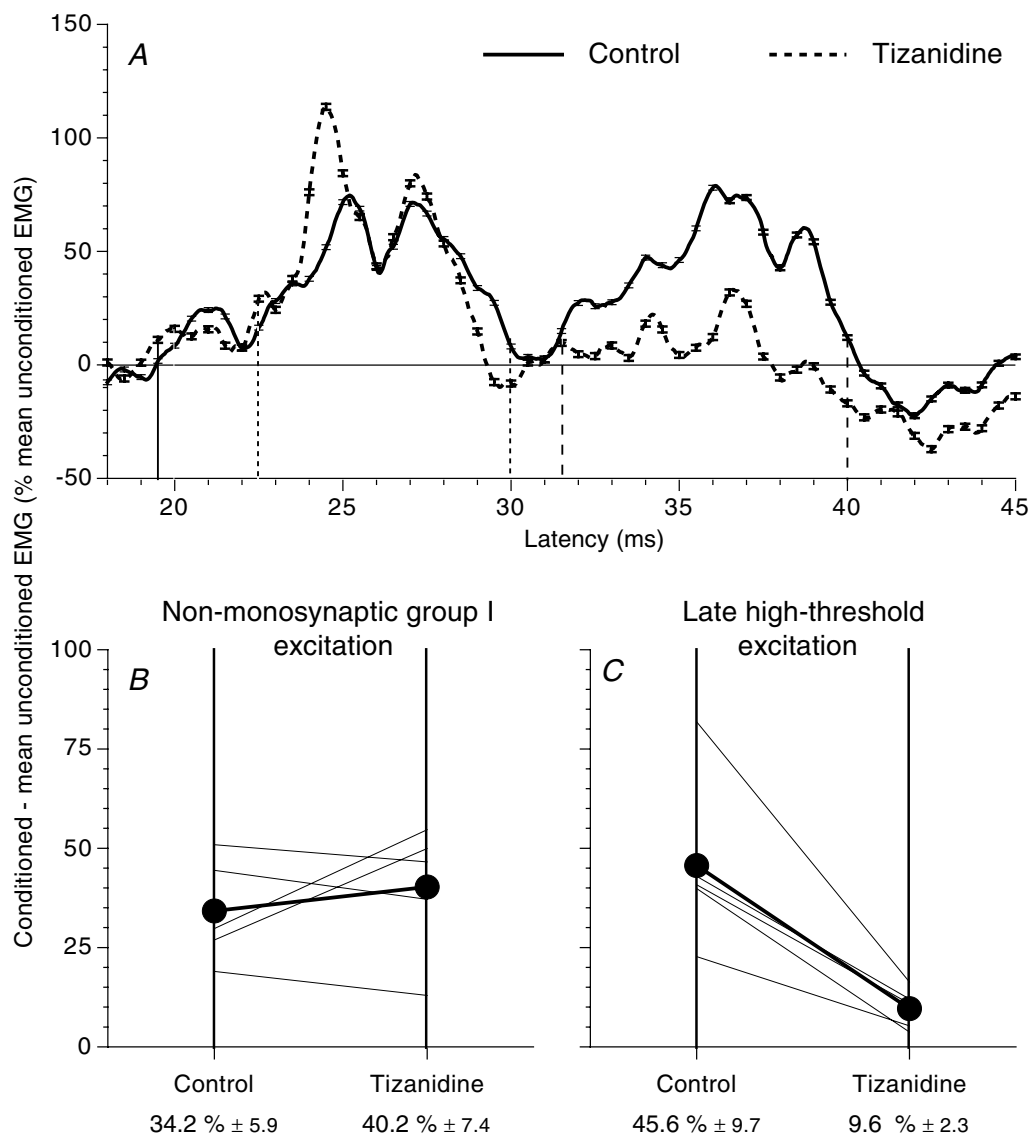 150
A
Control
Tizanidine
100
50
0
-50
20
25
30
35
40
45
Latency (ms)
Conditioned - mean unconditioned EMG (% mean unconditioned EMG)
Non-monosynaptic group I
excitation
Late high-threshold
excitation
100
B
C
75
50
25
0
Control
Tizanidine
Control
Tizanidine
34.2 % ± 5.9
40.2 % ± 7.4
45.6 % ± 9.7
9.6 % ± 2.3